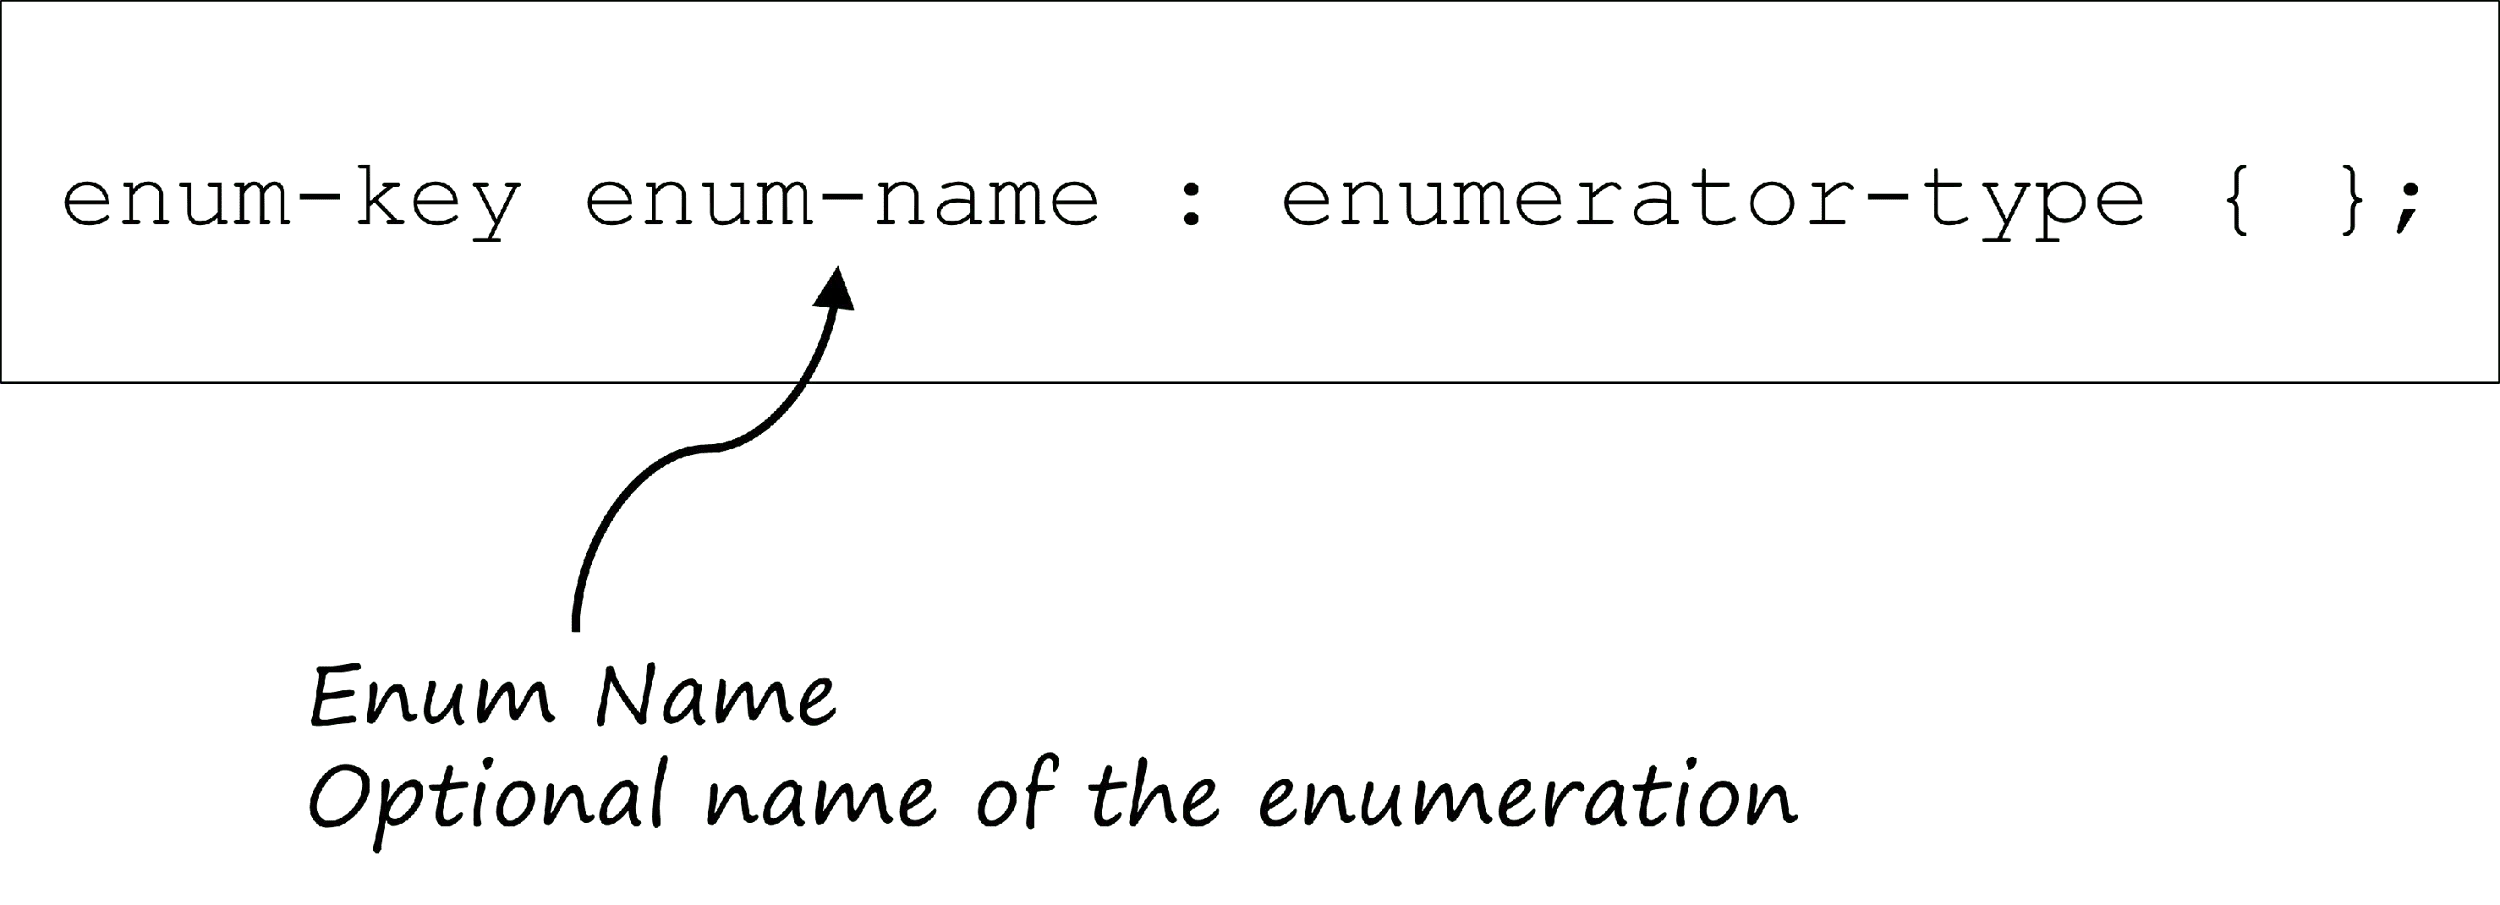 enum-key enum-name : enumerator-type { };
Enum Name
Optional name of the enumeration